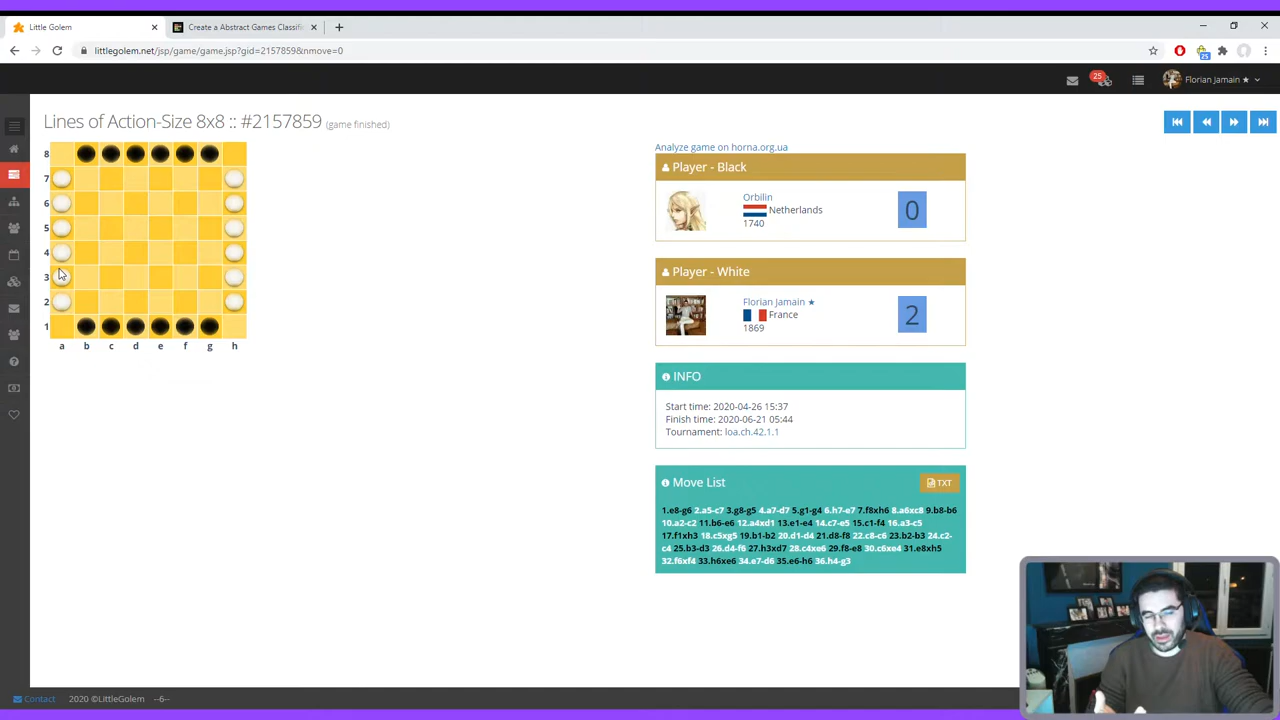 Little Golem
Create a Abstract Games Classifi
littlegolem.net/jsp/game/game.jsp?gid=2157859&nmove=0
25
25
Florian Jamain ★
Lines of Action-Size 8x8 :: #2157859 (game finished)
8
7
6
5
4
3
2
1
a b c d e f g h
Analyze game on horna.org.ua
Player - Black
Orbilin
Netherlands
1740
0
Player - White
Florian Jamain ★
France
1869
2
INFO
Start time: 2020-04-26 15:37
Finish time: 2020-06-21 05:44
Tournament: loa.ch.42.1.1
Move List
TXT
1.e8-g6 2.a5-c7 3.g8-g5 4.a7-d7 5.g1-g4 6.h7-e7 7.f8xh6 8.a6xc8 9.b8-b6
10.a2-c2 11.b6-e6 12.a4xd1 13.e1-e4 14.c7-e5 15.c1-f4 16.a3-c5
17.f1xh3 18.c5xg5 19.b1-b2 20.d1-d4 21.d8-f8 22.c8-c6 23.b2-b3 24.c2-
c4 25.b3-d3 26.d4-f6 27.h3xd7 28.c4xe6 29.f8-e8 30.c6xe4 31.e8xh5
32.f6xf4 33.h6xe6 34.e7-d6 35.e6-h6 36.h4-g3
Contact 2020 ©LittleGolem --6--